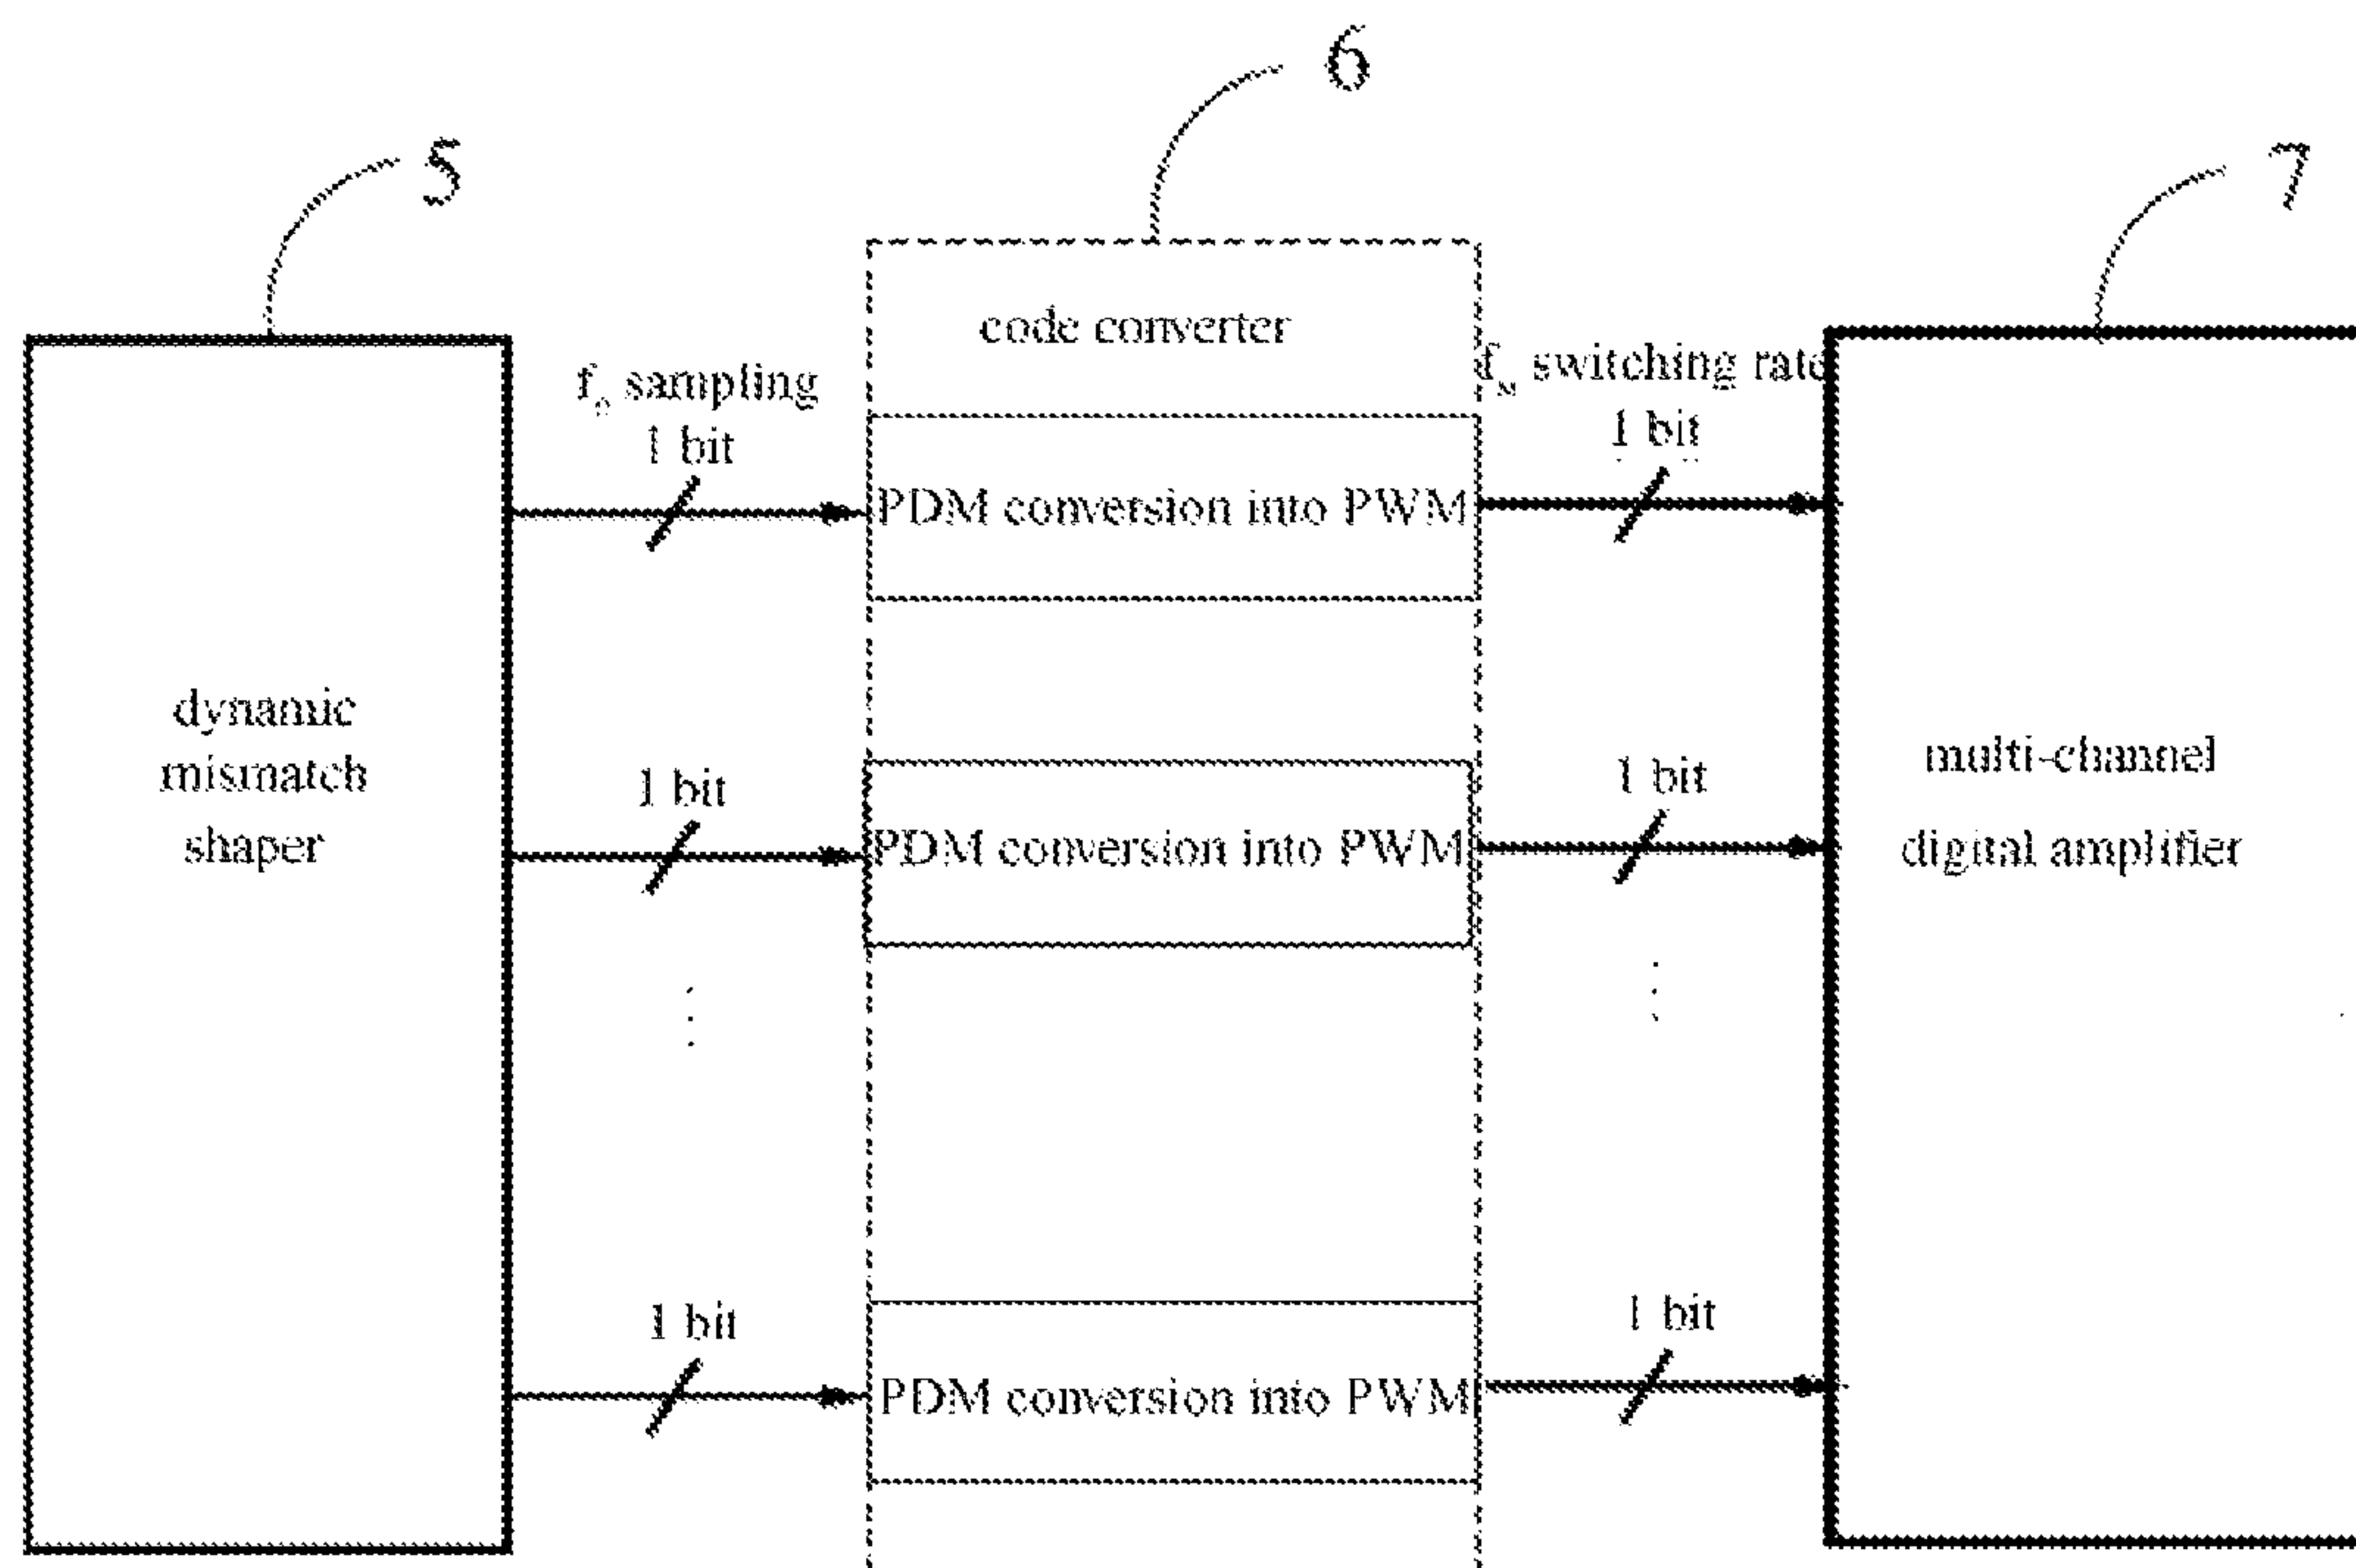 6
5
7
code converter
sampling
1 bit
switching rate
1 bit
PDM conversion into PWM
dynamic
mismatch
shaper
1 bit
PDM conversion into PWM
1 bit
multi-channel
digital amplifier
1 bit
PDM conversion into PWM
1 bit